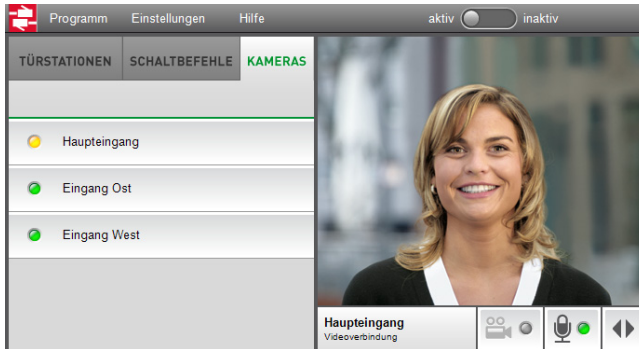 Programm Einstellungen Hilfe aktiv inaktiv
TÜRSTATIONEN SCHALTBEFEHLE KAMERAS
Haupteingang
Eingang Ost
Eingang West
Haupteingang
Videoverbindung